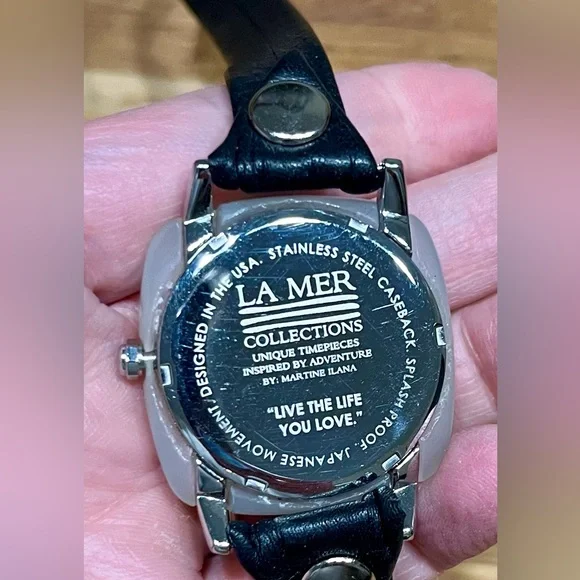 LA MER
COLLECTIONS
UNIQUE TIMEPIECES
INSPIRED BY ADVENTURE
BY: MARTINE ILANA
"LIVE THE LIFE
YOU LOVE."
DESIGNED IN THE USA. STAINLESS STEEL CASEBACK. SPLASH PROOF. JAPANESE MOVEMENT/